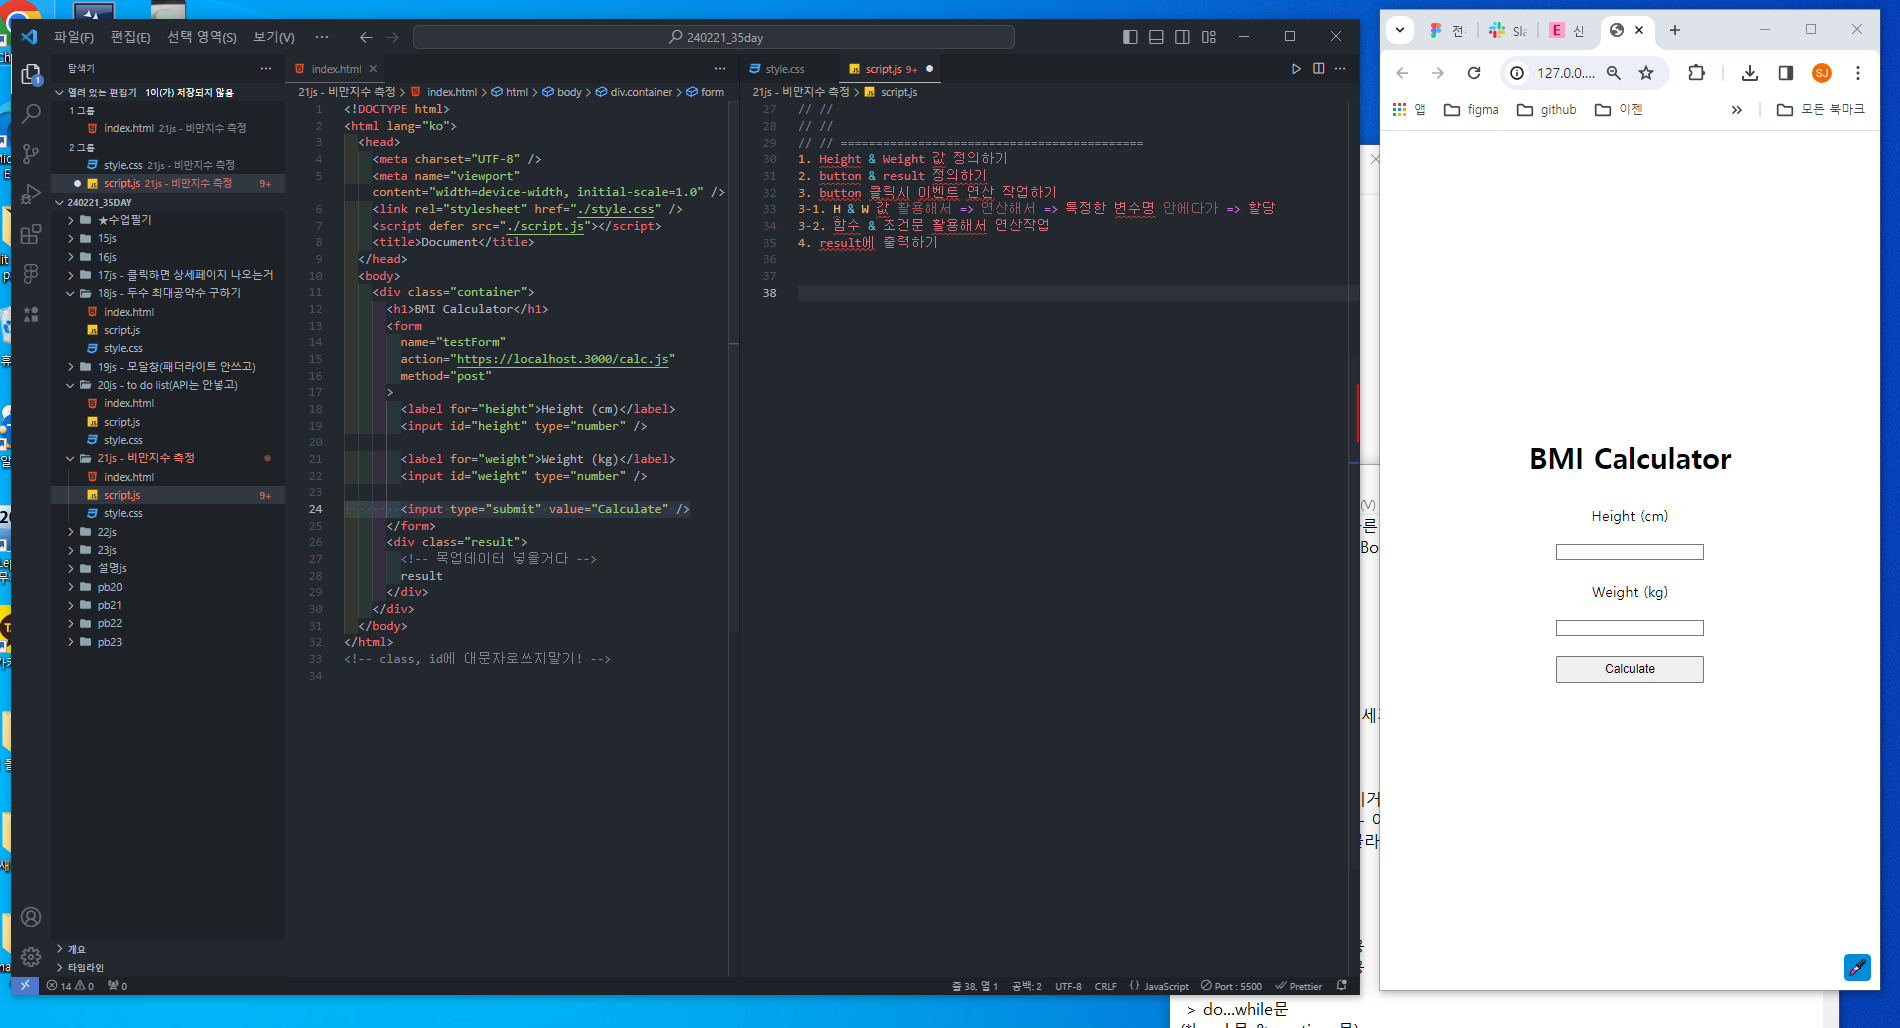 파일(F) 편집(E) 선택 영역(S) 보기(V) ···
240221_35day
탐색기
열려 있는 편집기 1이(가) 저장되지 않음
1 그룹
index.html 21js - 비만지수 측정
2 그룹
style.css 21js - 비만지수 측정
script.js 21js - 비만지수 측정 9+
240221_35DAY
★수업필기
15js
16js
17js - 클릭하면 상세페이지 나오는거
18js - 두수 최대공약수 구하기
index.html
script.js
style.css
19js - 모달창(패더라이트 안쓰고)
20js - to do list(API는 안넣고)
index.html
script.js
style.css
21js - 비만지수 측정
index.html
script.js 9+
style.css
22js
23js
설명js
pb20
pb21
pb22
pb23
개요
타임라인
index.html
21js - 비만지수 측정 > index.html > html > body > div.container > form
1 <!DOCTYPE html>
2 <html lang="ko">
3 <head>
4 <meta charset="UTF-8" />
5 <meta name="viewport"
content="width=device-width, initial-scale=1.0" />
6 <link rel="stylesheet" href="./style.css" />
7 <script defer src="./script.js"></script>
8 <title>Document</title>
9 </head>
10 <body>
11 <div class="container">
12 <h1>BMI Calculator</h1>
13 <form
14 name="testForm"
15 action="https://localhost.3000/calc.js"
16 method="post"
17 >
18 <label for="height">Height (cm)</label>
19 <input id="height" type="number" />
20
21 <label for="weight">Weight (kg)</label>
22 <input id="weight" type="number" />
23
24 <input type="submit" value="Calculate" />
25 </form>
26 <div class="result">
27 <!-- 목업데이터 넣을거다 -->
28 result
29 </div>
30 </div>
31 </body>
32 </html>
33 <!-- class, id에 대문자로쓰지말기! -->
34
style.css script.js 9+
21js - 비만지수 측정 > script.js
27 // //
28 // //
29 // // ===========================================
30 1. Height & Weight 값 정의하기
31 2. button & result 정의하기
32 3. button 클릭시 이벤트 연산 작업하기
33 3-1. H & W 값 활용해서 => 연산해서 => 특정한 변수명 안에다가 => 할당
34 3-2. 함수 & 조건문 활용해서 연산작업
35 4. result에 출력하기
36
37
38
14 0 0
줄 38, 열 1 공백: 2 UTF-8 CRLF {} JavaScript Port : 5500 Prettier
전 Sla E 신
127.0.0.... SJ
앱 figma github 이젠 » 모든 북마크
BMI Calculator
Height (cm)
Weight (kg)
Calculate
> do...while문